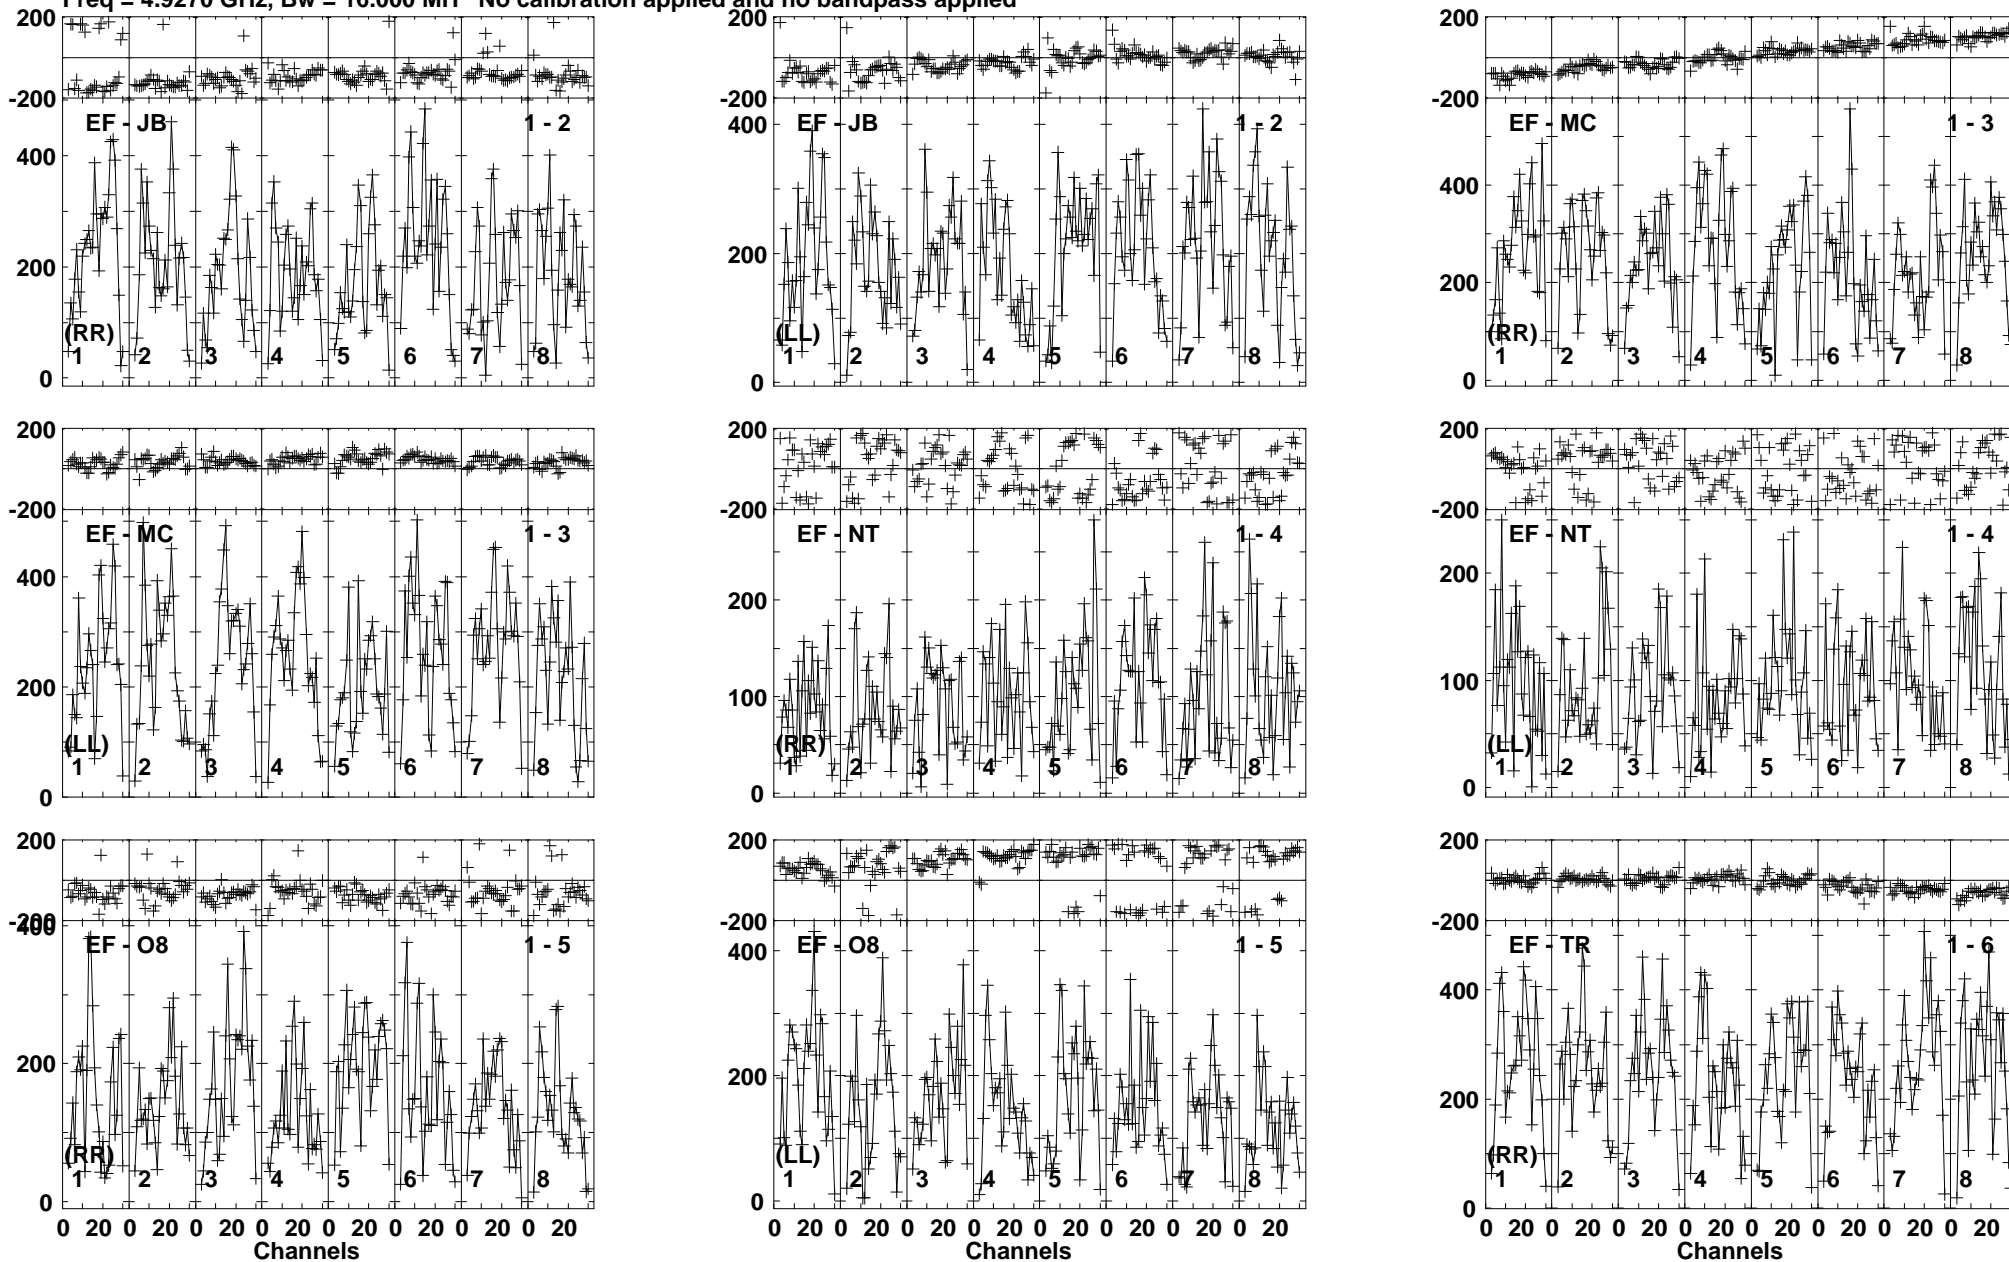 Freq = 4.9270 GHz, Bw = 16.000 MH No calibration applied and no bandpass applied
200 200 200
-200 -200 -200
EF - JB 1 - 2 EF - JB 1 - 2 EF - MC 1 - 3
400 400 400
200 200 200
(RR) (LL) (RR)
1 2 3 4 5 6 7 8 1 2 3 4 5 6 7 8 1 2 3 4 5 6 7 8
0 0 0
200 200 200
-200 -200 -200
EF - MC 1 - 3 EF - NT 1 - 4 EF - NT 1 - 4
400 200 200
200 100 100
(LL) (RR) (LL)
1 2 3 4 5 6 7 8 1 2 3 4 5 6 7 8 1 2 3 4 5 6 7 8
0 0 0
200 200 200
-200 -200 -200
400
EF - O8 1 - 5 EF - O8 1 - 5 EF - TR 1 - 6
400 400
200 200 200
(RR) (LL) (RR)
1 2 3 4 5 6 7 8 1 2 3 4 5 6 7 8 1 2 3 4 5 6 7 8
0 0 0
0 20 0 20 0 20 0 20 0 20 0 20 0 20 0 20 0 20 0 20 0 20 0 20 0 20 0 20 0 20 0 20 0 20 0 20 0 20 0 20 0 20 0 20 0 20 0 20
Channels Channels